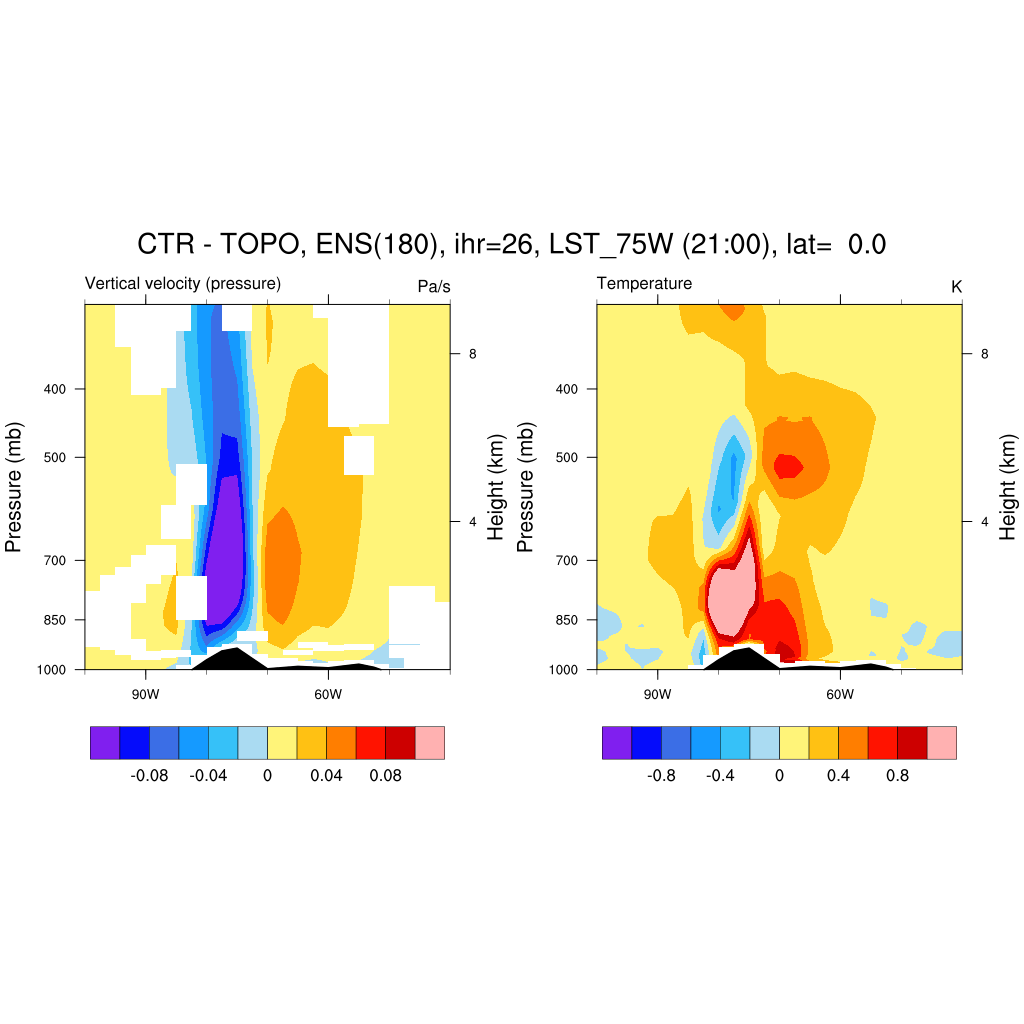 CTR - TOPO, ENS(180), ihr=26, LST_75W (21:00), lat=  0.0
Vertical velocity (pressure)
Pa/s
Pressure (mb)
400
500
700
850
1000
8
4
Height (km)
90W
60W
-0.08
-0.04
0
0.04
0.08
Temperature
K
Pressure (mb)
400
500
700
850
1000
8
4
Height (km)
90W
60W
-0.8
-0.4
0
0.4
0.8